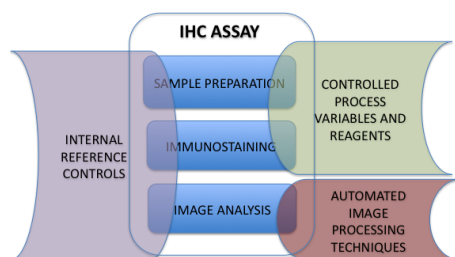 IHC ASSAY
SAMPLE PREPARATION
IMMUNOSTAINING
IMAGE ANALYSIS
INTERNAL
REFERENCE
CONTROLS
CONTROLLED
PROCESS
VARIABLES AND
REAGENTS
AUTOMATED
IMAGE
PROCESSING
TECHNIQUES